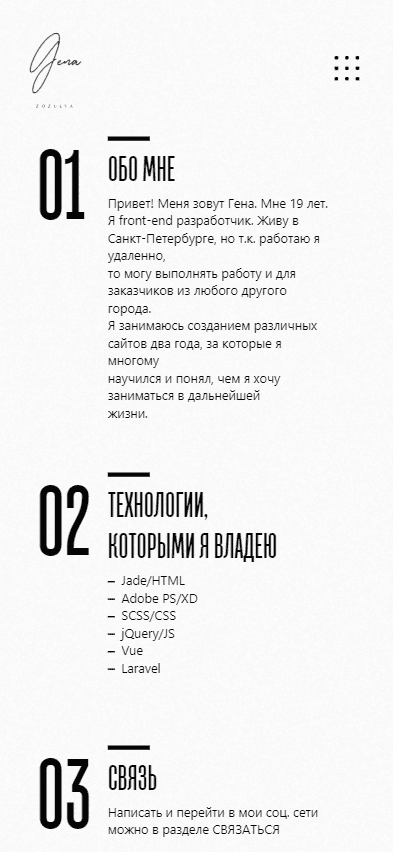 Gena
ZOZULYA
01
ОБО МНЕ
Привет! Меня зовут Гена. Мне 19 лет.
Я front-end разработчик. Живу в
Санкт-Петербурге, но т.к. работаю я
удаленно,
то могу выполнять работу и для
заказчиков из любого другого
города.
Я занимаюсь созданием различных
сайтов два года, за которые я
многому
научился и понял, чем я хочу
заниматься в дальнейшей
жизни.
02
ТЕХНОЛОГИИ,
КОТОРЫМИ Я ВЛАДЕЮ
– Jade/HTML
– Adobe PS/XD
– SCSS/CSS
– jQuery/JS
– Vue
– Laravel
03
СВЯЗЬ
Написать и перейти в мои соц. сети
можно в разделе СВЯЗАТЬСЯ